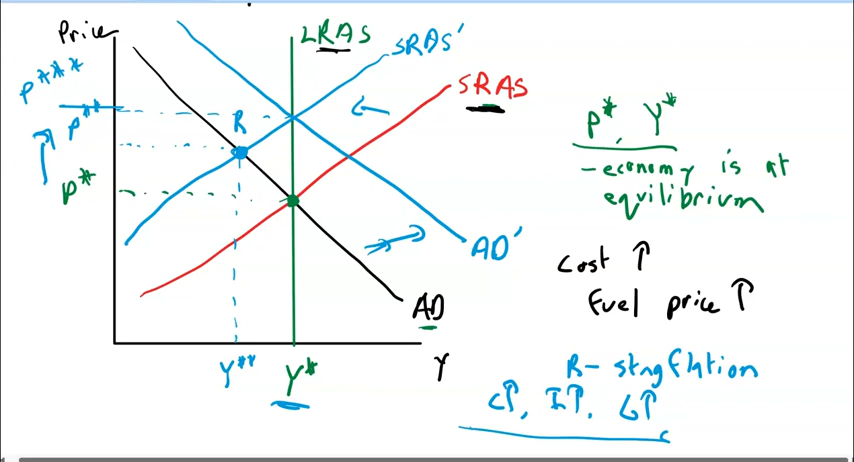 Price
LRAS
SRAS'
SRAS
P***
P**
R
P*
P*, Y*
- economy is at
equilibrium
AD'
Cost ↑
Fuel price ↑
AD
Y**
Y*
Y
R - stagflation
C↑, I↑, G↑